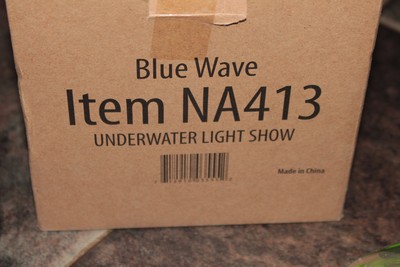 Blue Wave
Item NA413
UNDERWATER LIGHT SHOW
Made in China